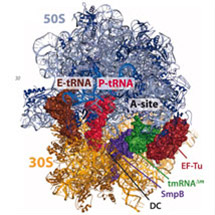 50S
E-tRNA P-tRNA
A-site
30S
EF-Tu
tmRNA
SmpB
DC